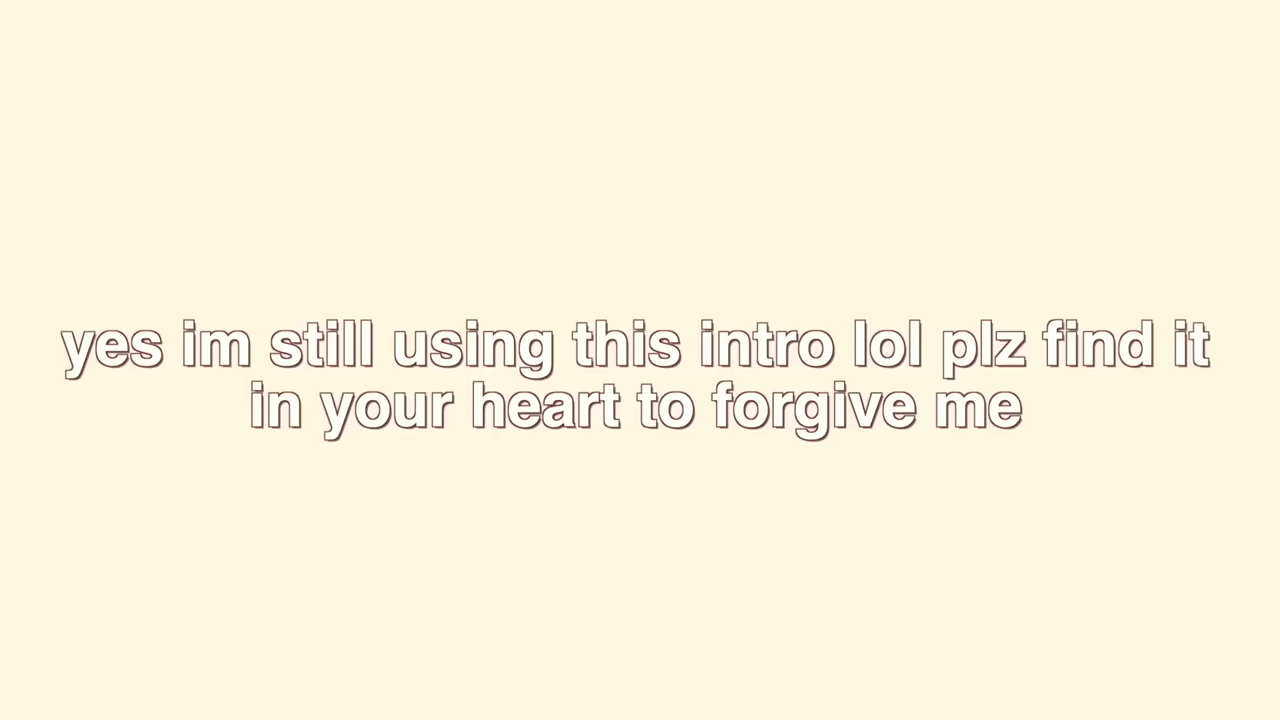 yes im still using this intro lol plz find it
in your heart to forgive me